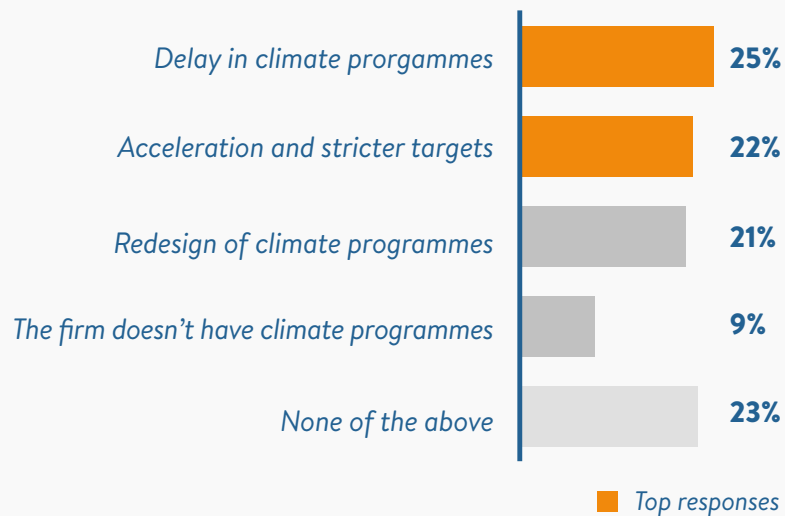 Delay in climate prorgammes 25%
Acceleration and stricter targets 22%
Redesign of climate programmes 21%
The firm doesn’t have climate programmes 9%
None of the above 23%
Top responses